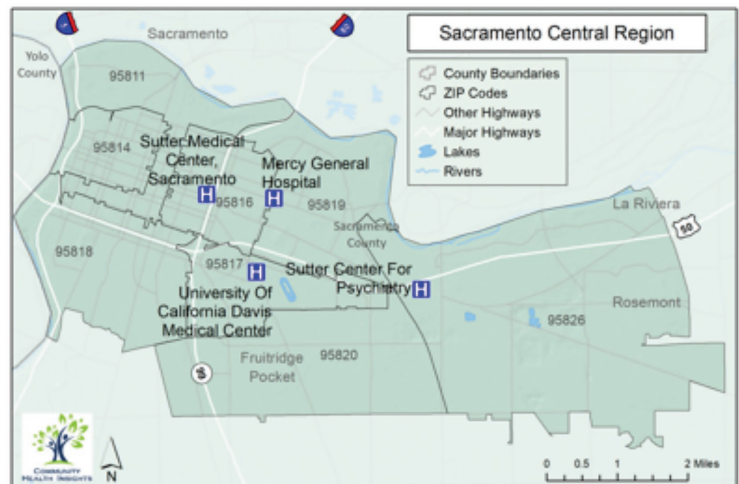 Sacramento Central Region
Sacramento
Yolo
County
95811
County Boundaries
ZIP Codes
Other Highways
Major Highways
Lakes
Rivers
95814
Sutter Medical
Center,
Sacramento
Mercy General
Hospital
H
H
95816
95819
La Riviera
Sacramento
County
50
95818
95817
H
Sutter Center For
Psychiatry
H
University Of
California Davis
Medical Center
Rosemont
95826
95820
Fruitridge
Pocket
99
COMMUNITY
HEALTH INSIGHTS
N
0 0.5 1 2 Miles